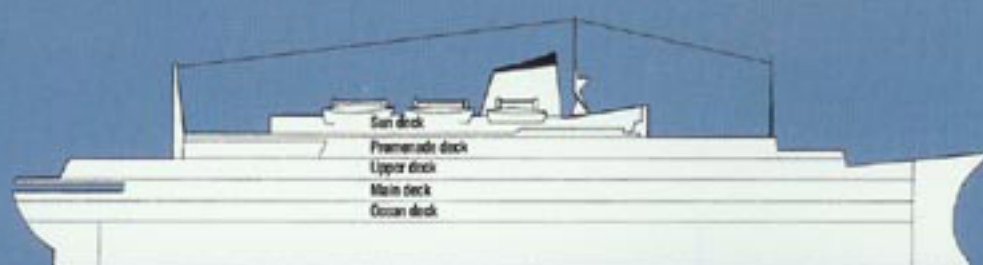 Sun deck
Promenade deck
Upper deck
Main deck
Ocean deck